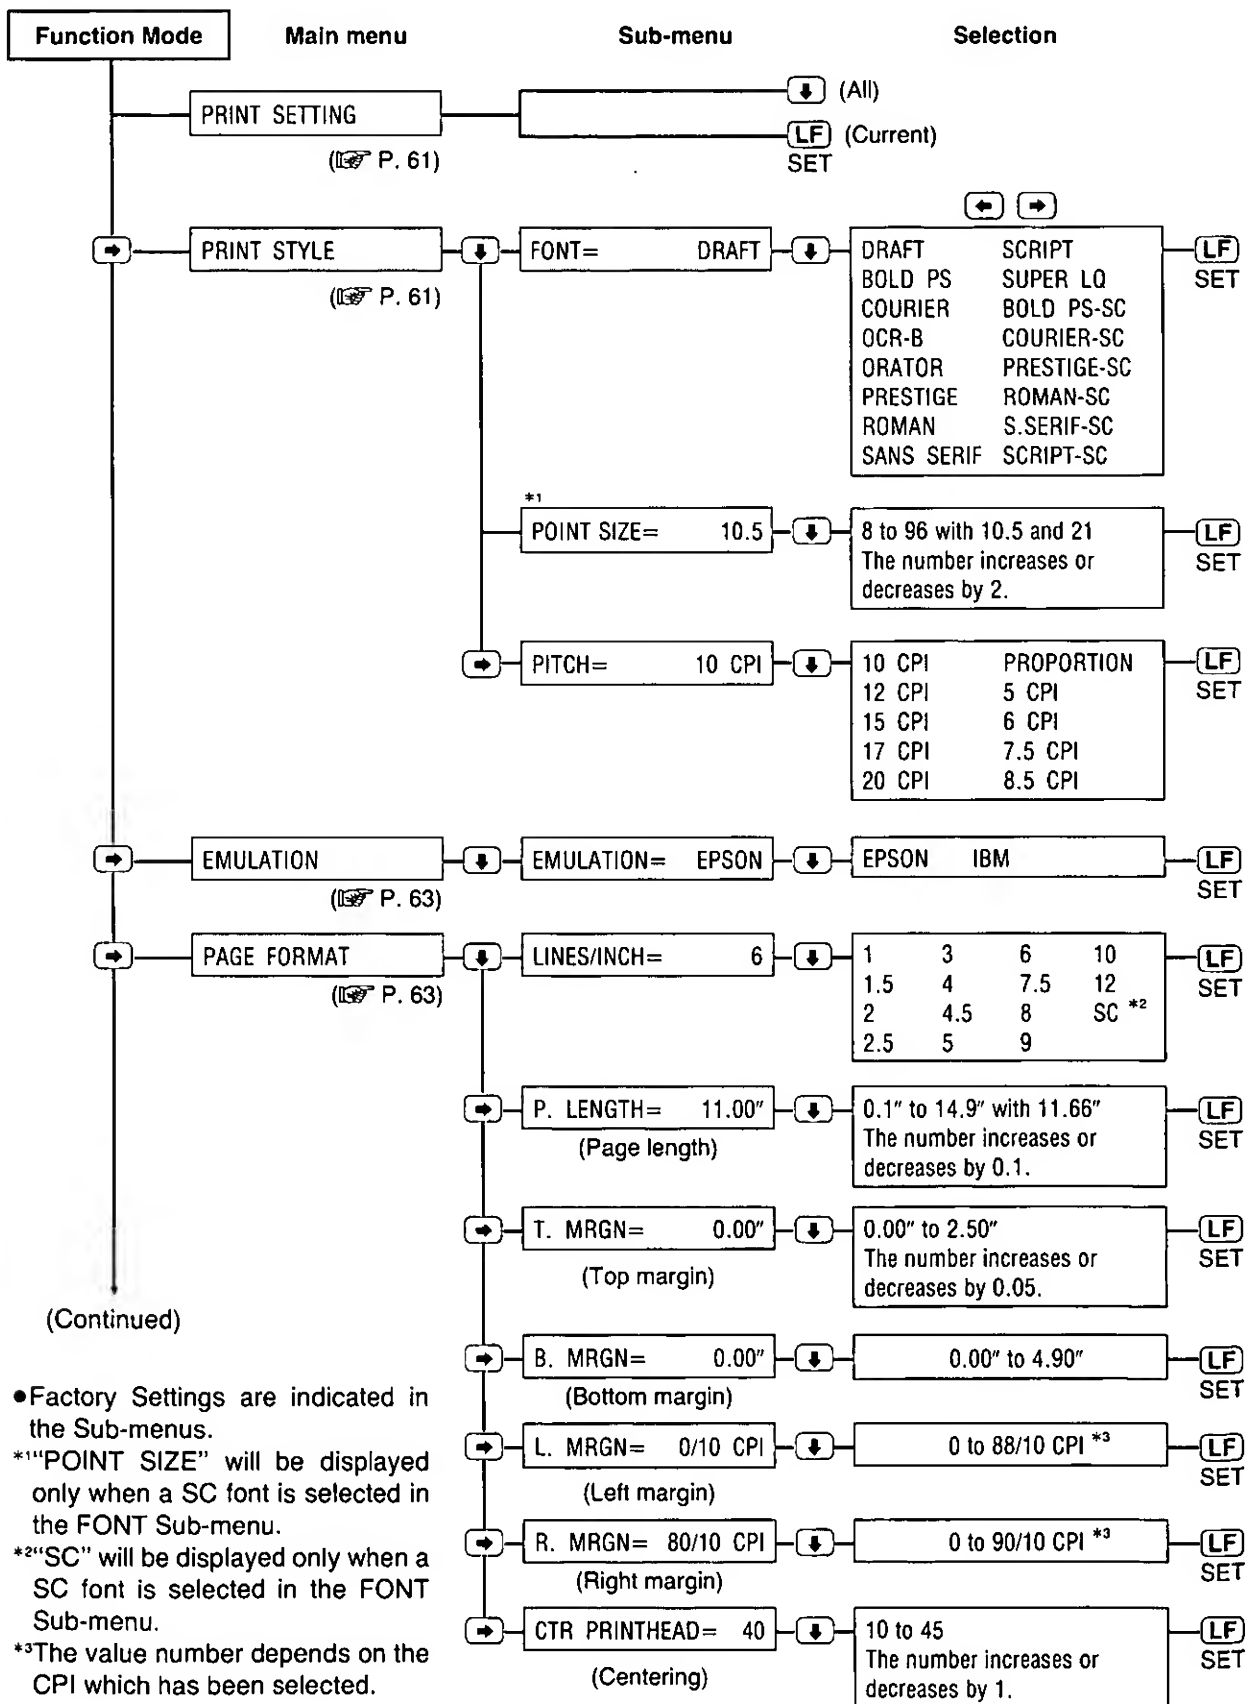 Function Mode Main menu Sub-menu Selection
(All)
PRINT SETTING
LF (Current)
SET
(P. 61)
PRINT STYLE FONT= DRAFT
DRAFT SCRIPT
BOLD PS SUPER LQ
COURIER BOLD PS-SC
OCR-B COURIER-SC
ORATOR PRESTIGE-SC
PRESTIGE ROMAN-SC
ROMAN S.SERIF-SC
SANS SERIF SCRIPT-SC
LF
SET
(P. 61)
*1
POINT SIZE= 10.5
8 to 96 with 10.5 and 21
The number increases or
decreases by 2.
LF
SET
PITCH= 10 CPI
10 CPI PROPORTION
12 CPI 5 CPI
15 CPI 6 CPI
17 CPI 7.5 CPI
20 CPI 8.5 CPI
LF
SET
EMULATION EMULATION= EPSON EPSON IBM LF
SET
(P. 63)
PAGE FORMAT LINES/INCH= 6
1 3 6 10
1.5 4 7.5 12
2 4.5 8 SC *2
2.5 5 9
LF
SET
(P. 63)
P. LENGTH= 11.00"
(Page length)
0.1" to 14.9" with 11.66"
The number increases or
decreases by 0.1.
LF
SET
T. MRGN= 0.00"
(Top margin)
0.00" to 2.50"
The number increases or
decreases by 0.05.
LF
SET
(Continued)
B. MRGN= 0.00"
(Bottom margin)
0.00" to 4.90"
LF
SET
L. MRGN= 0/10 CPI
(Left margin)
0 to 88/10 CPI *3
LF
SET
R. MRGN= 80/10 CPI
(Right margin)
0 to 90/10 CPI *3
LF
SET
CTR PRINTHEAD= 40
(Centering)
10 to 45
The number increases or
decreases by 1.
LF
SET
●Factory Settings are indicated in
the Sub-menus.
*1"POINT SIZE" will be displayed
only when a SC font is selected in
the FONT Sub-menu.
*2"SC" will be displayed only when a
SC font is selected in the FONT
Sub-menu.
*3The value number depends on the
CPI which has been selected.